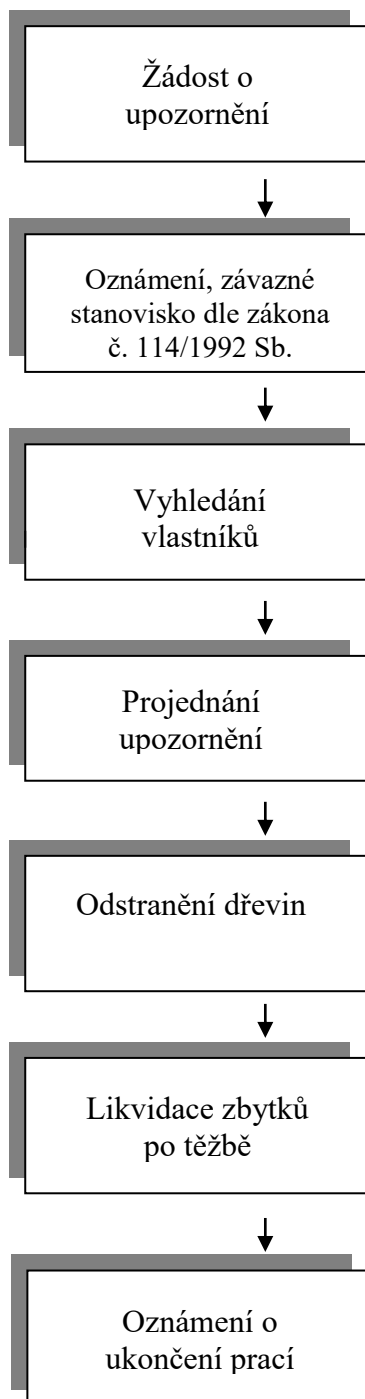 Žádost o
upozornění
Oznámení, závazné
stanovisko dle zákona
č. 114/1992 Sb.
Vyhledání
vlastníků
Projednání
upozornění
Odstranění dřevin
Likvidace zbytků
po těžbě
Oznámení o
ukončení prací